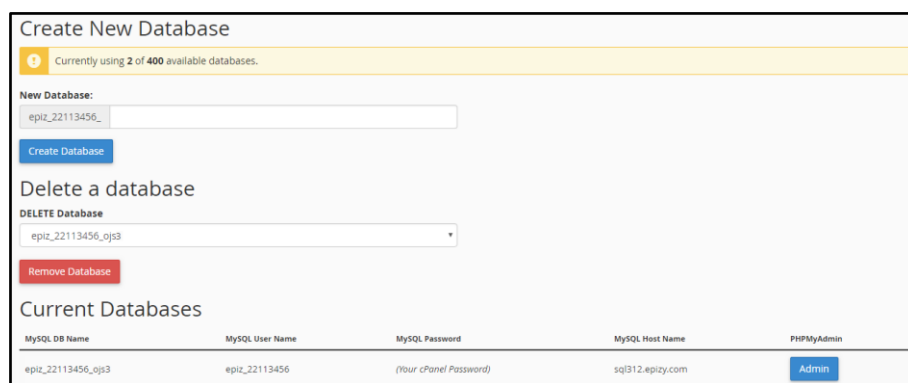 Create New Database
Currently using 2 of 400 available databases.
New Database:
epiz_22113456_
Create Database
Delete a database
DELETE Database
epiz_22113456_ojs3
Remove Database
Current Databases
MySQL DB Name MySQL User Name MySQL Password MySQL Host Name PHPMyAdmin
epiz_22113456_ojs3 epiz_22113456 (Your cPanel Password) sql312.epizy.com Admin